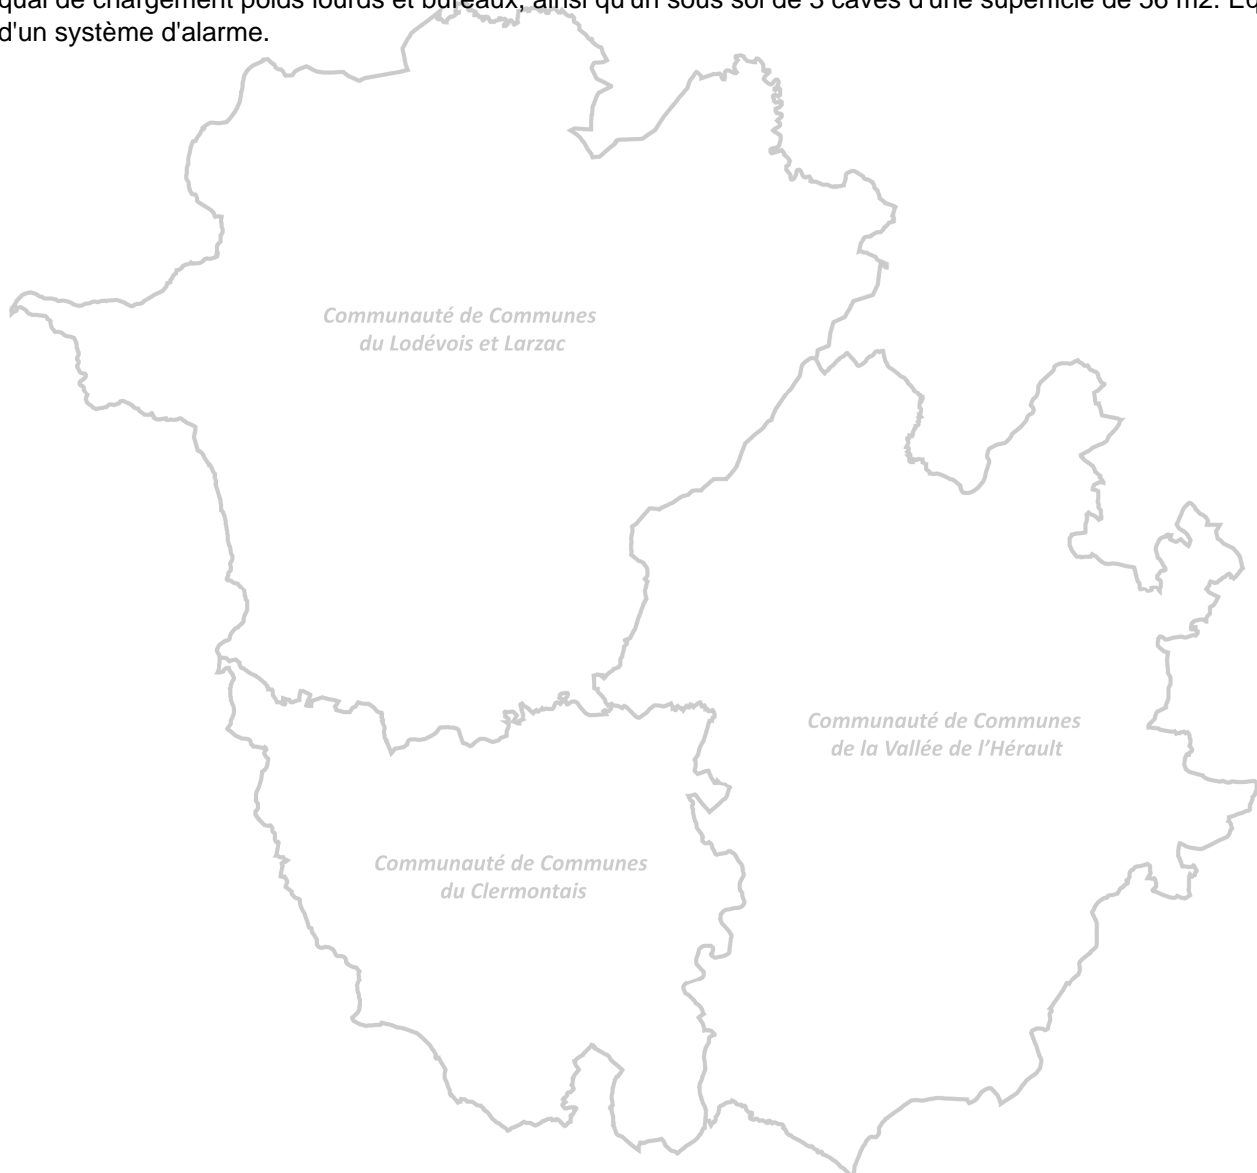 quai de chargement poids lourds et bureaux, ainsi qu'un sous sol de 3 caves d'une superficie de 56 m2.
d'un système d'alarme.
Communauté de Communes
du Lodévois et Larzac
Communauté de Communes
de la Vallée de l'Hérault
Communauté de Communes
du Clermontais